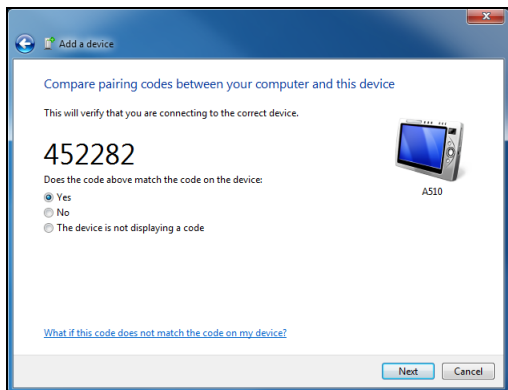 Add a device
Compare pairing codes between your computer and this device
This will verify that you are connecting to the correct device.
452282
Does the code above match the code on the device:
Yes
No
The device is not displaying a code
A510
What if this code does not match the code on my device?
Next Cancel